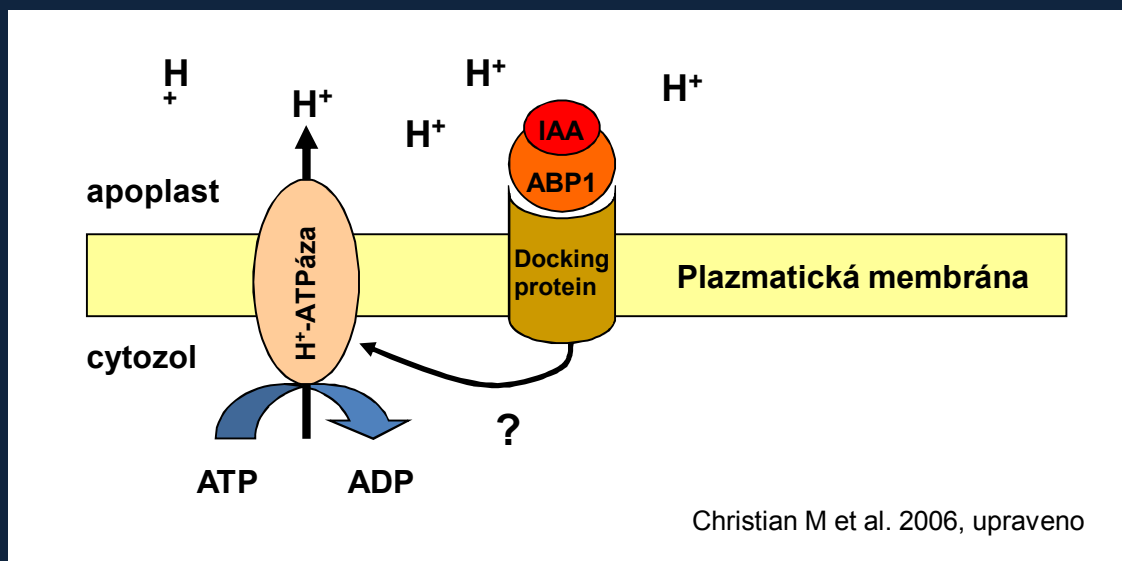 H
+
H⁺
H⁺
H⁺
H⁺
IAA
ABP1
apoplast
H⁺-ATPáza
Docking
protein
Plazmatická membrána
cytozol
?
ATP
ADP
Christian M et al. 2006, upraveno